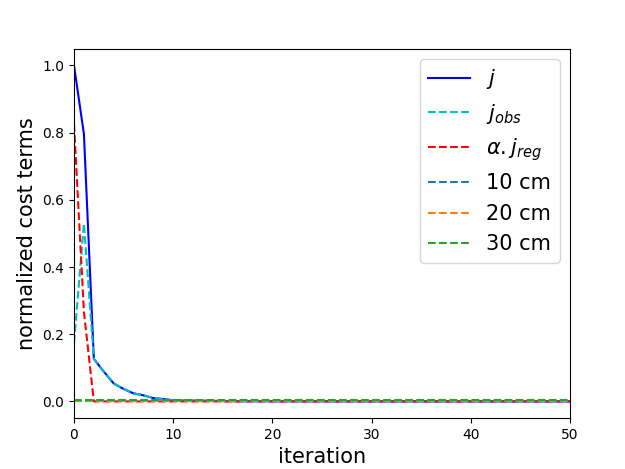 normalized cost terms
1.0
0.8
0.6
0.4
0.2
0.0
j
j_obs
α.j_reg
10 cm
20 cm
30 cm
0 10 20 30 40 50
iteration